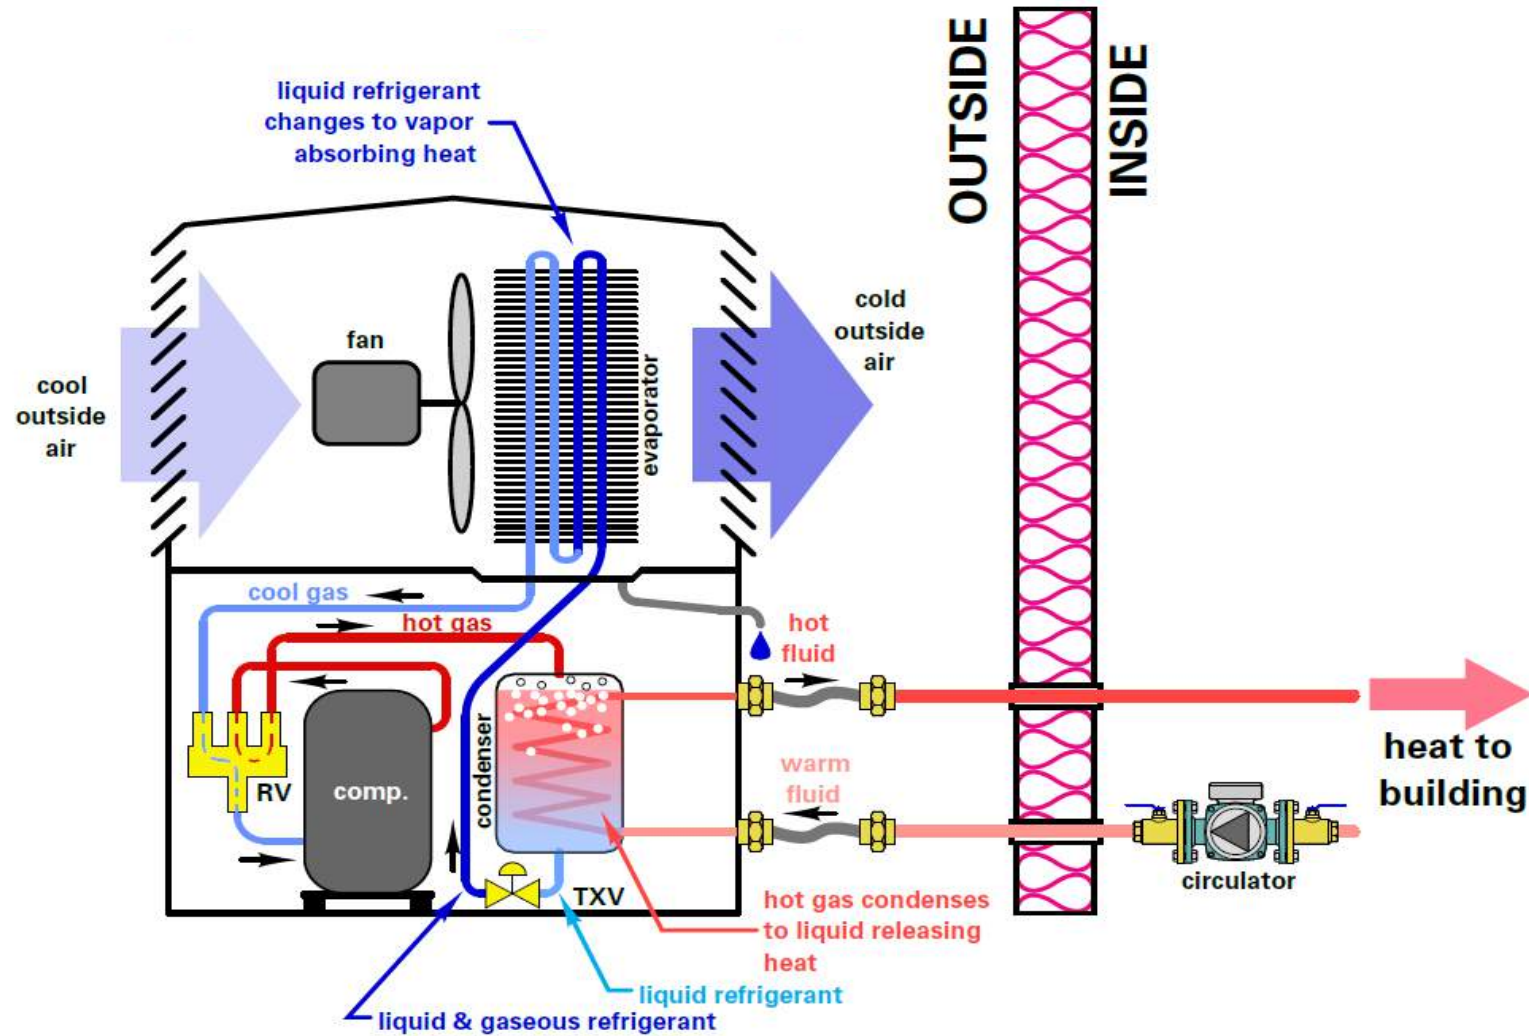 OUTSIDE
INSIDE
liquid refrigerant
changes to vapor
absorbing heat
cool
outside
air
fan
evaporator
cold
outside
air
cool gas
hot gas
hot
fluid
RV
comp.
condenser
TXV
warm
fluid
heat to
building
circulator
hot gas condenses
to liquid releasing
heat
liquid refrigerant
liquid & gaseous refrigerant